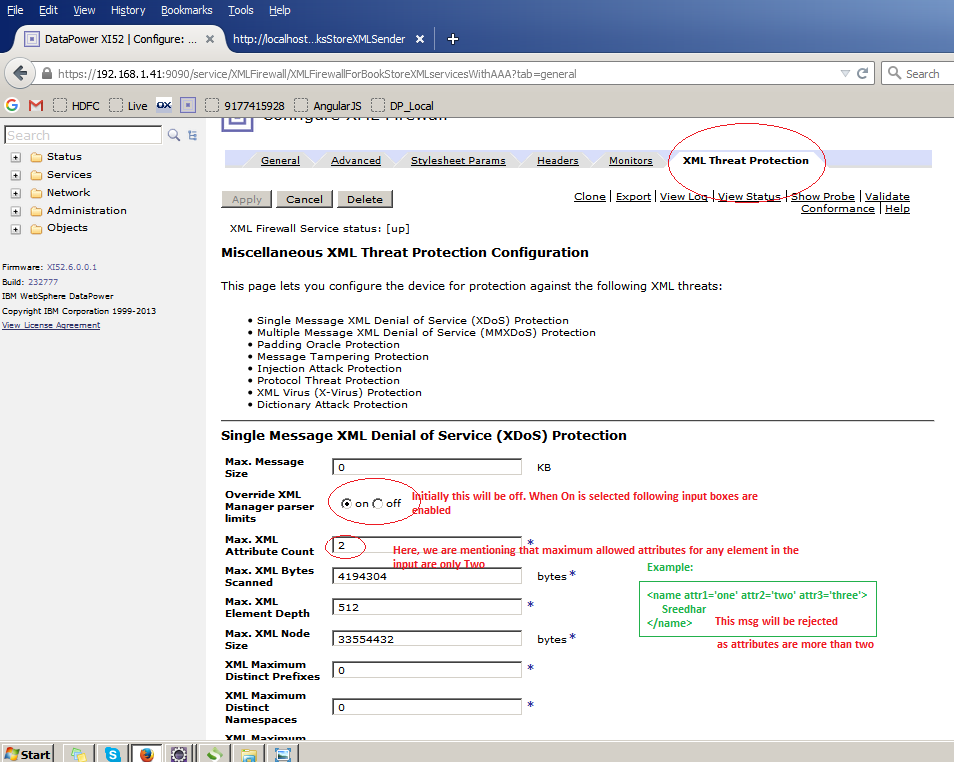 File Edit View History Bookmarks Tools Help
DataPower XI52 | Configure: ... × http://localhost...ksStoreXMLSender × +
https://192.168.1.41:9090/service/XMLFirewall/XMLFirewallForBookStoreXMLservicesWithAAA?tab=general Search
HDFC Live OX 9177415928 AngularJS DP_Local
Search
Status
Services
Network
Administration
Objects
Firmware: XI52.6.0.0.1
Build: 232777
IBM WebSphere DataPower
Copyright IBM Corporation 1999-2013
View License Agreement
Configure XML Firewall
General Advanced Stylesheet Params Headers Monitors XML Threat Protection
Apply Cancel Delete
Clone | Export | View Log | View Status | Show Probe | Validate
Conformance | Help
XML Firewall Service status: [up]
Miscellaneous XML Threat Protection Configuration
This page lets you configure the device for protection against the following XML threats:
• Single Message XML Denial of Service (XDoS) Protection
• Multiple Message XML Denial of Service (MMXDoS) Protection
• Padding Oracle Protection
• Message Tampering Protection
• Injection Attack Protection
• Protocol Threat Protection
• XML Virus (X-Virus) Protection
• Dictionary Attack Protection
Single Message XML Denial of Service (XDoS) Protection
Max. Message
Size
0 KB
Override XML
Manager parser
limits
on off
Initially this will be off. When On is selected following input boxes are
enabled
Max. XML
Attribute Count
2 *
Here, we are mentioning that maximum allowed attributes for any element in the
input are only Two
Max. XML Bytes
Scanned
4194304 bytes *
Example:
<name attr1='one' attr2='two' attr3='three'>
Sreedhar
</name>
This msg will be rejected
as attributes are more than two
Max. XML
Element Depth
512 *
Max. XML Node
Size
33554432 bytes *
XML Maximum
Distinct Prefixes
0 *
XML Maximum
Distinct
Namespaces
0 *
XML Maximum
Start